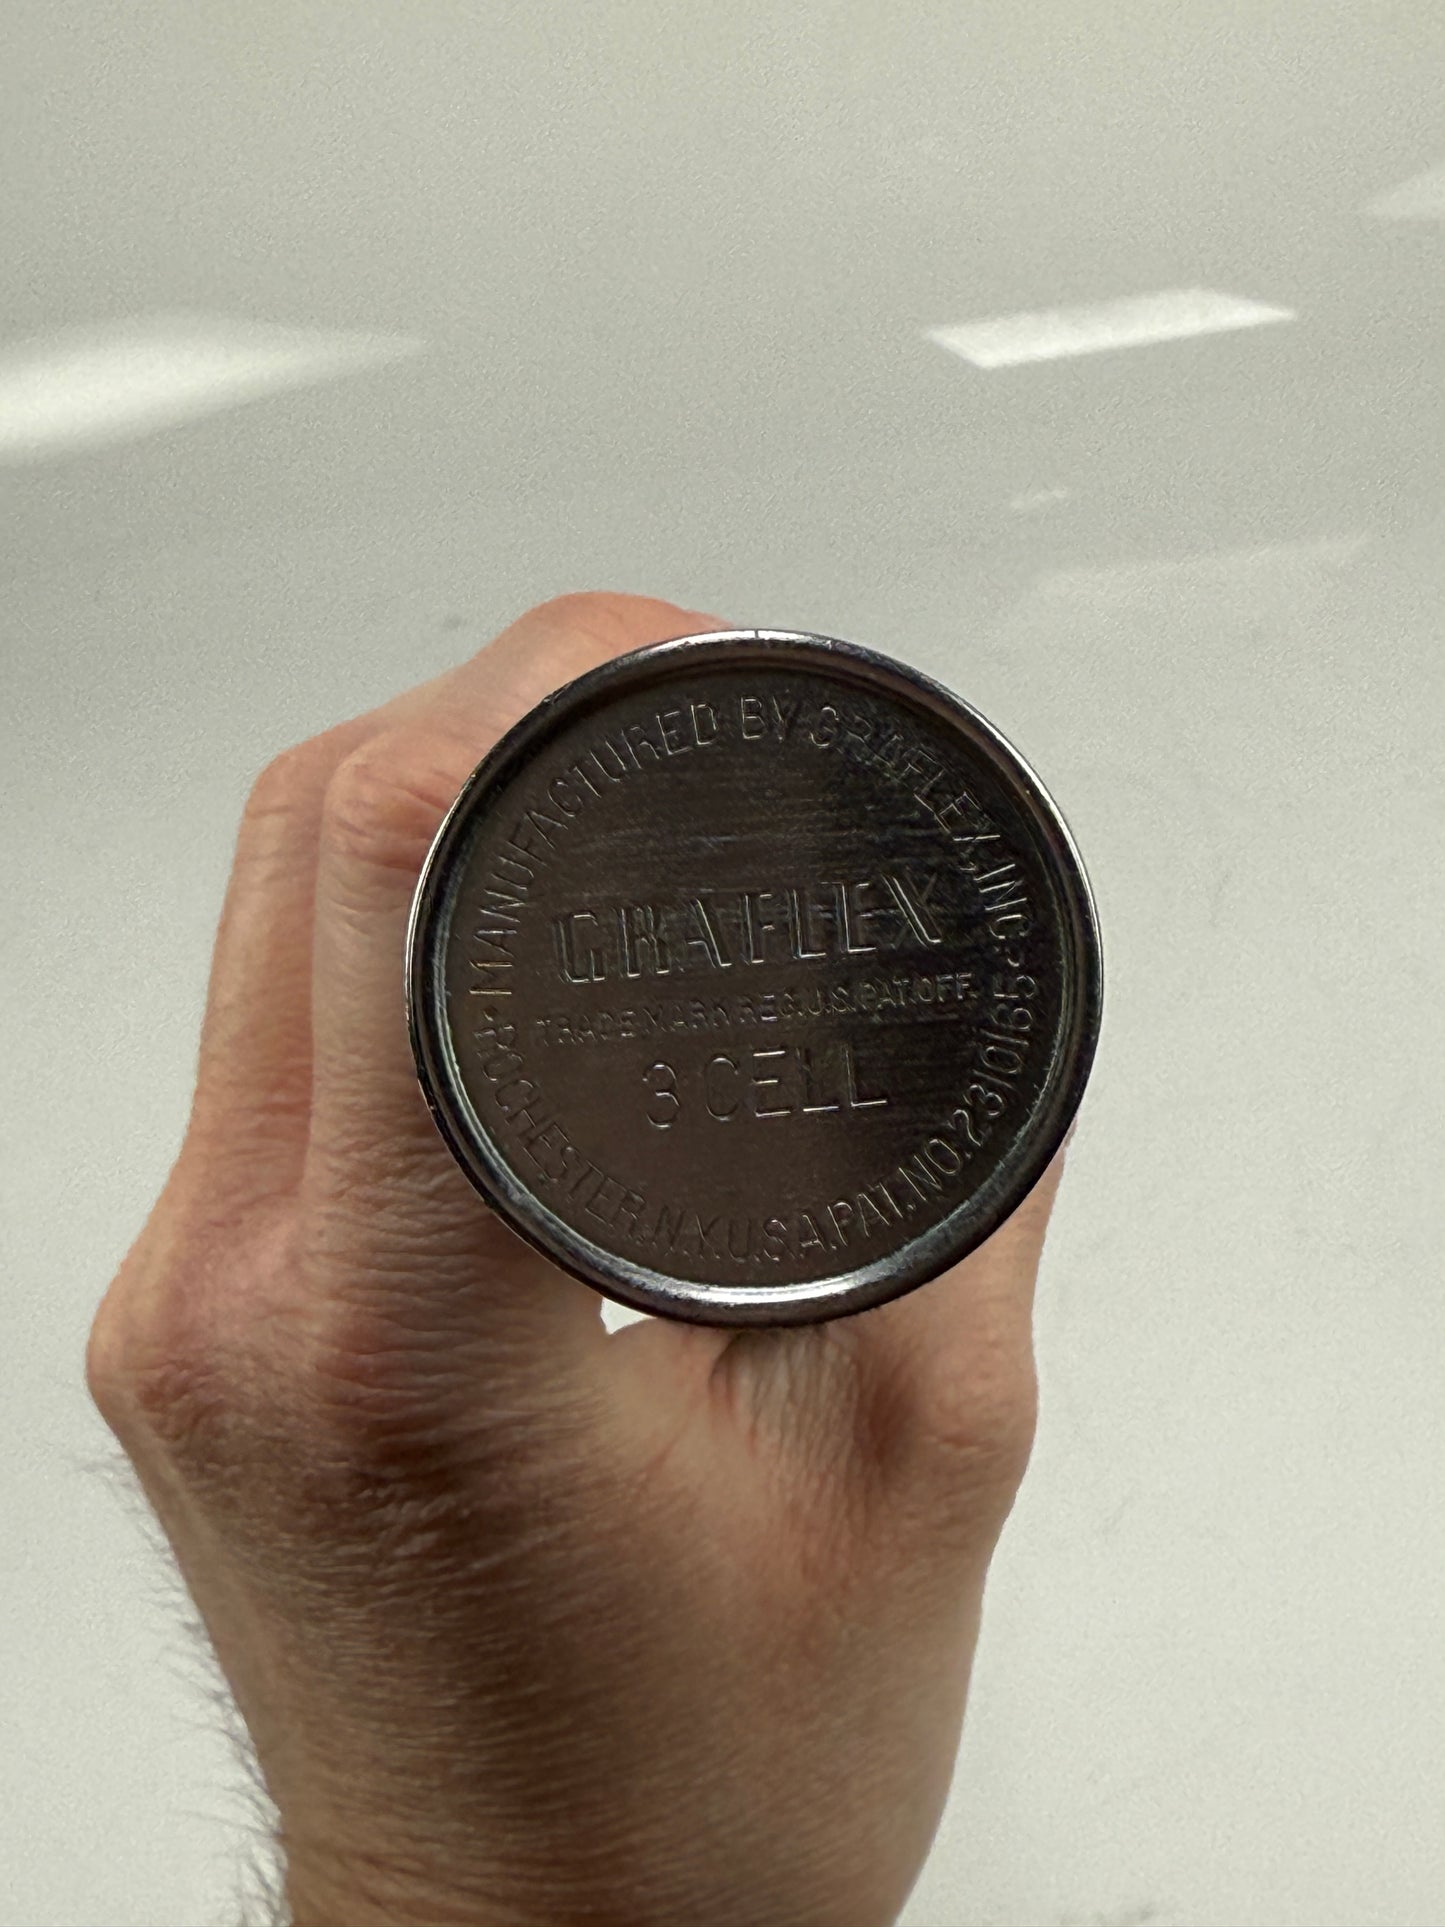 ·MANUFACTURED BY GRAFLEX, INC.·
GRAFLEX
TRADE MARK REG. U.S. PAT. OFF.
3 CELL
ROCHESTER. N.Y. U.S.A. PAT. NO. 2310165